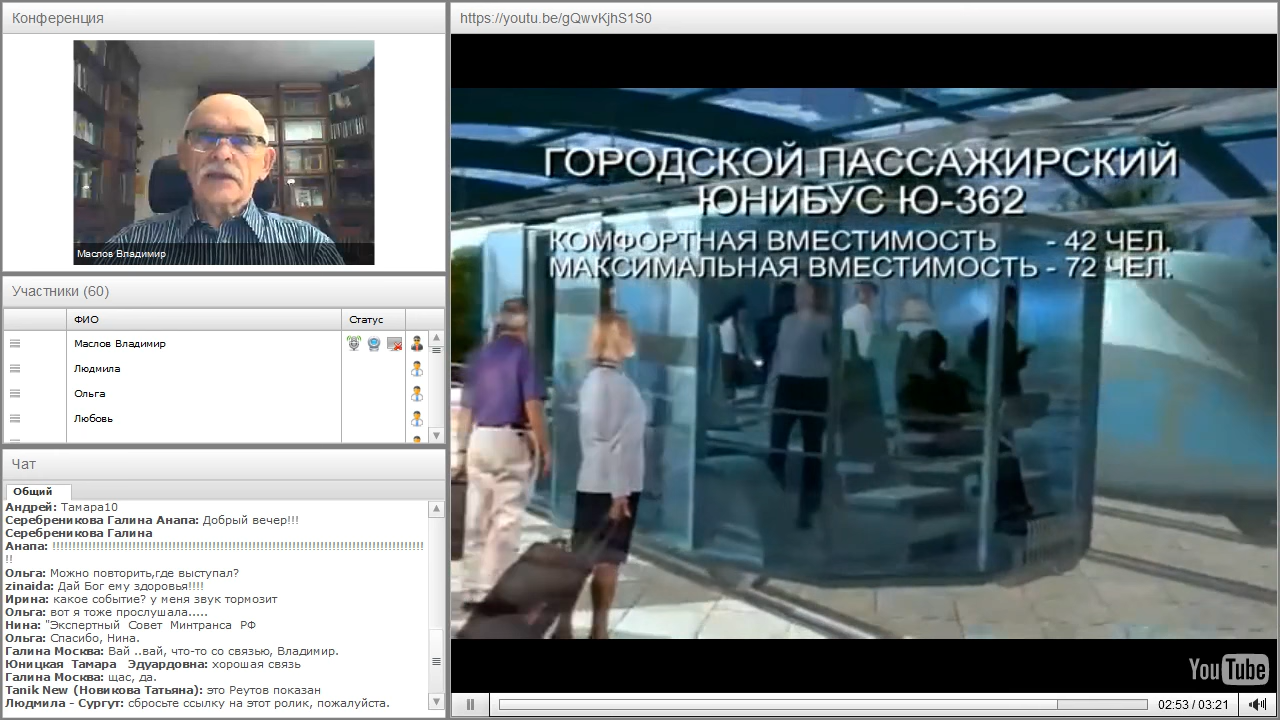 Конференция
https://youtu.be/gQwvKjhS1S0
Маслов Владимир
Участники (60)
ФИО
Статус
Маслов Владимир
Людмила
Ольга
Любовь
Чат
Общий
Андрей: Тамара10
Серебреникова Галина Анапа: Добрый вечер!!!
Серебреникова Галина
Анапа: !!!!!!!!!!!!!!!!!!!!!!!!!!!!!!!!!!!!!!!!!!!!!!!!!!!!!!!!!!!!!!!!!!!!!!!!!!!!!!!!!!!!!!!!!!!!!
!!
Ольга: Можно повторить,где выступал?
zinaida: Дай Бог ему здоровья!!!!
Ирина: какое событие? у меня звук тормозит
Ольга: вот я тоже прослушала.....
Нина: "Экспертный Совет Минтранса РФ
Ольга: Спасибо, Нина.
Галина Москва: Вай ..вай, что-то со связью, Владимир.
Юницкая Тамара Эдуардовна: хорошая связь
Галина Москва: щас, да.
Tanik New (Новикова Татьяна): это Реутов показан
Людмила - Сургут: сбросьте ссылку на этот ролик, пожалуйста.
ГОРОДСКОЙ ПАССАЖИРСКИЙ
ЮНИБУС Ю-362
КОМФОРТНАЯ ВМЕСТИМОСТЬ - 42 ЧЕЛ.
МАКСИМАЛЬНАЯ ВМЕСТИМОСТЬ - 72 ЧЕЛ.
YouTube
02:53 / 03:21